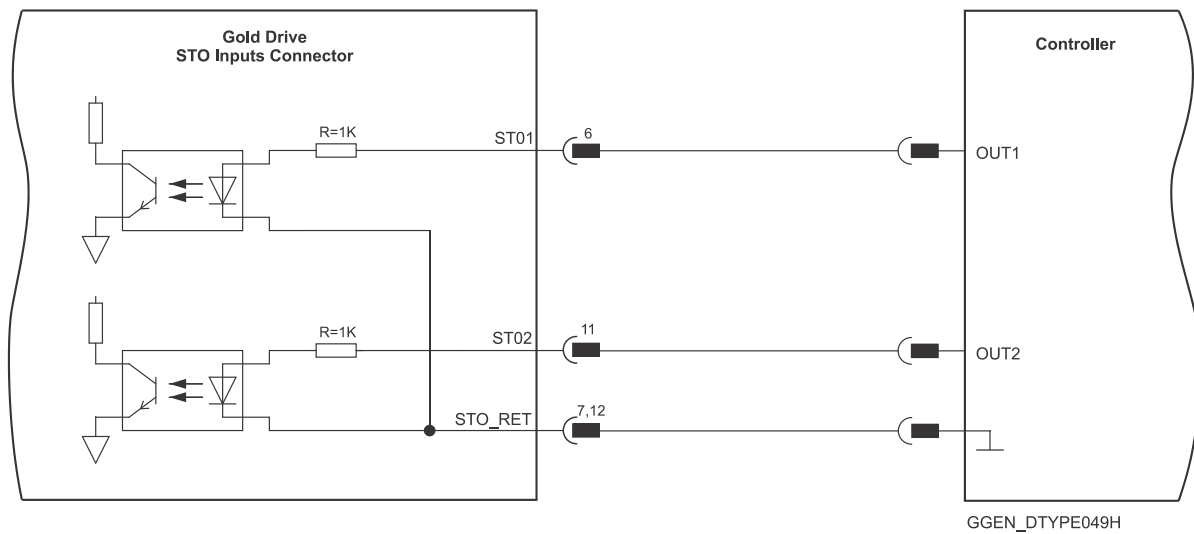 Gold Drive
STO Inputs Connector
Controller
R=1K
ST01
6
OUT1
R=1K
ST02
11
OUT2
STO_RET
7,12
GGEN_DTYPE049H